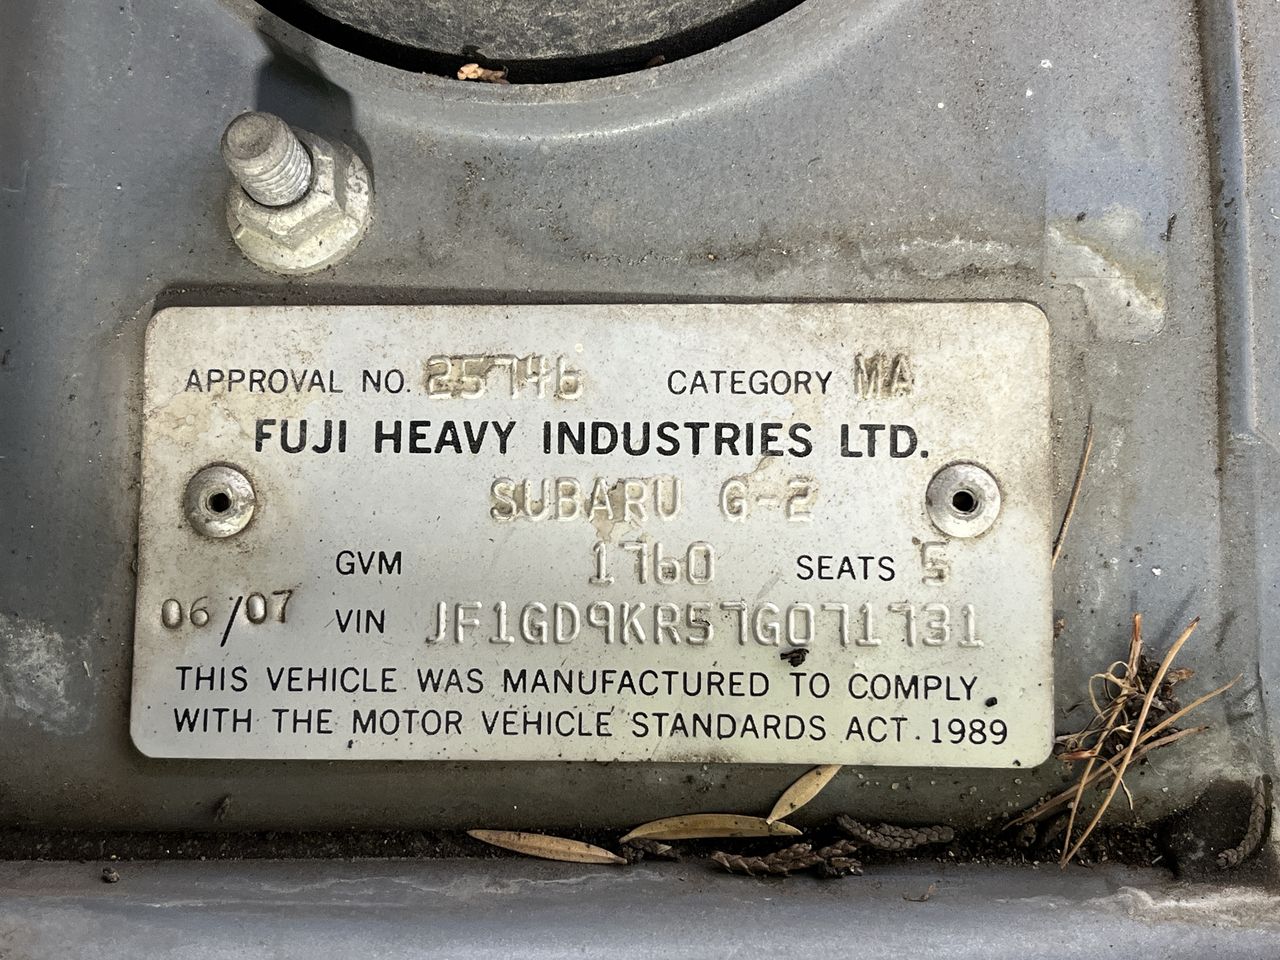 APPROVAL NO. 25746 CATEGORY MA
FUJI HEAVY INDUSTRIES LTD.
SUBARU G-2
GVM 1760 SEATS 5
06/07 VIN JF1GD9KR57G071731
THIS VEHICLE WAS MANUFACTURED TO COMPLY
WITH THE MOTOR VEHICLE STANDARDS ACT. 1989